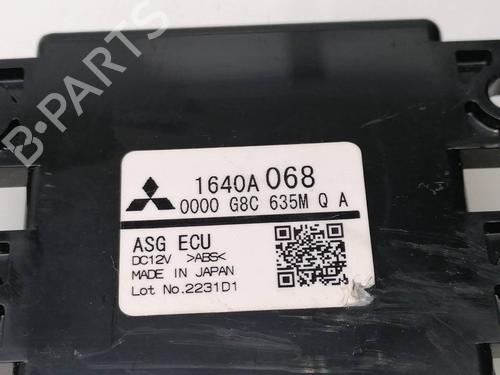 B-PARTS
1640A 068
0000 G8C 635M Q A
ASG ECU
DC12V >ABS<
MADE IN JAPAN
Lot No.2231D1